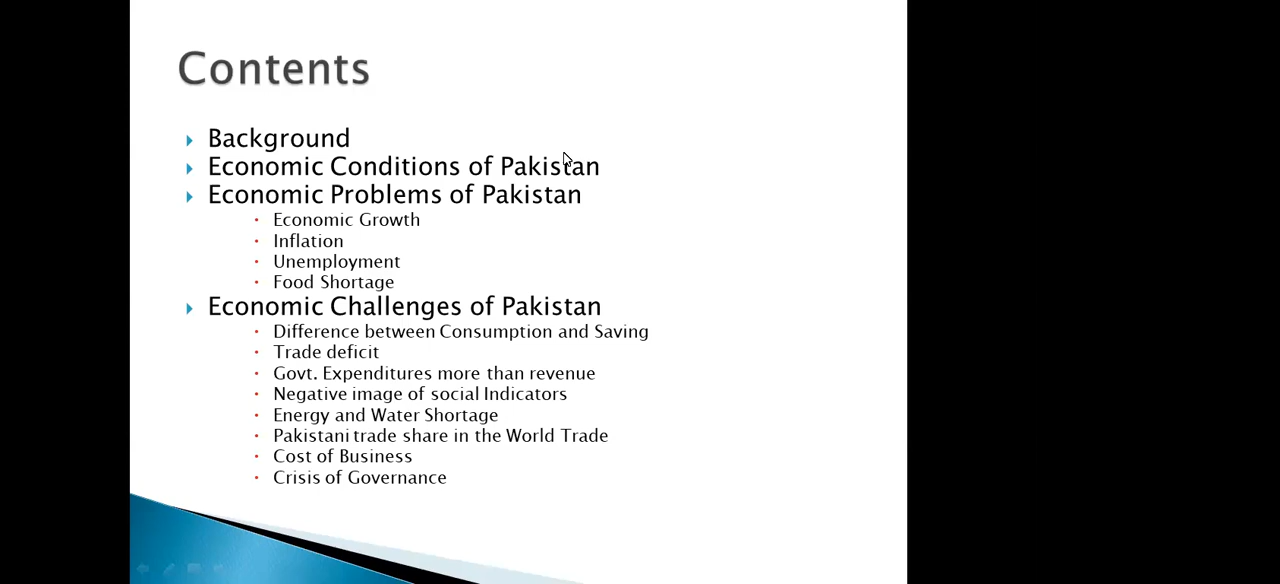 Contents
Background
Economic Conditions of Pakistan
Economic Problems of Pakistan
Economic Growth
Inflation
Unemployment
Food Shortage
Economic Challenges of Pakistan
Difference between Consumption and Saving
Trade deficit
Govt. Expenditures more than revenue
Negative image of social Indicators
Energy and Water Shortage
Pakistani trade share in the World Trade
Cost of Business
Crisis of Governance